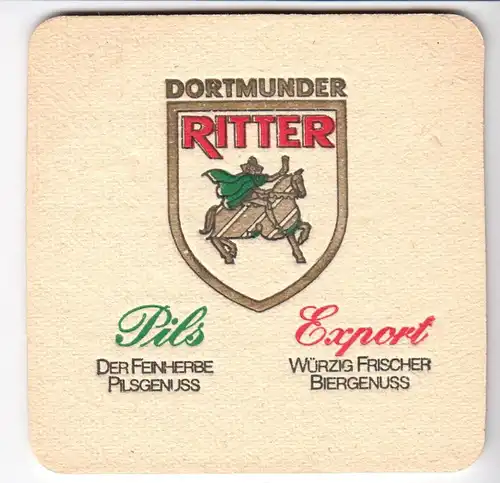 DORTMUNDER
RITTER
Pils
DER FEINHERBE
PILSGENUSS
Export
WÜRZIG FRISCHER
BIERGENUSS